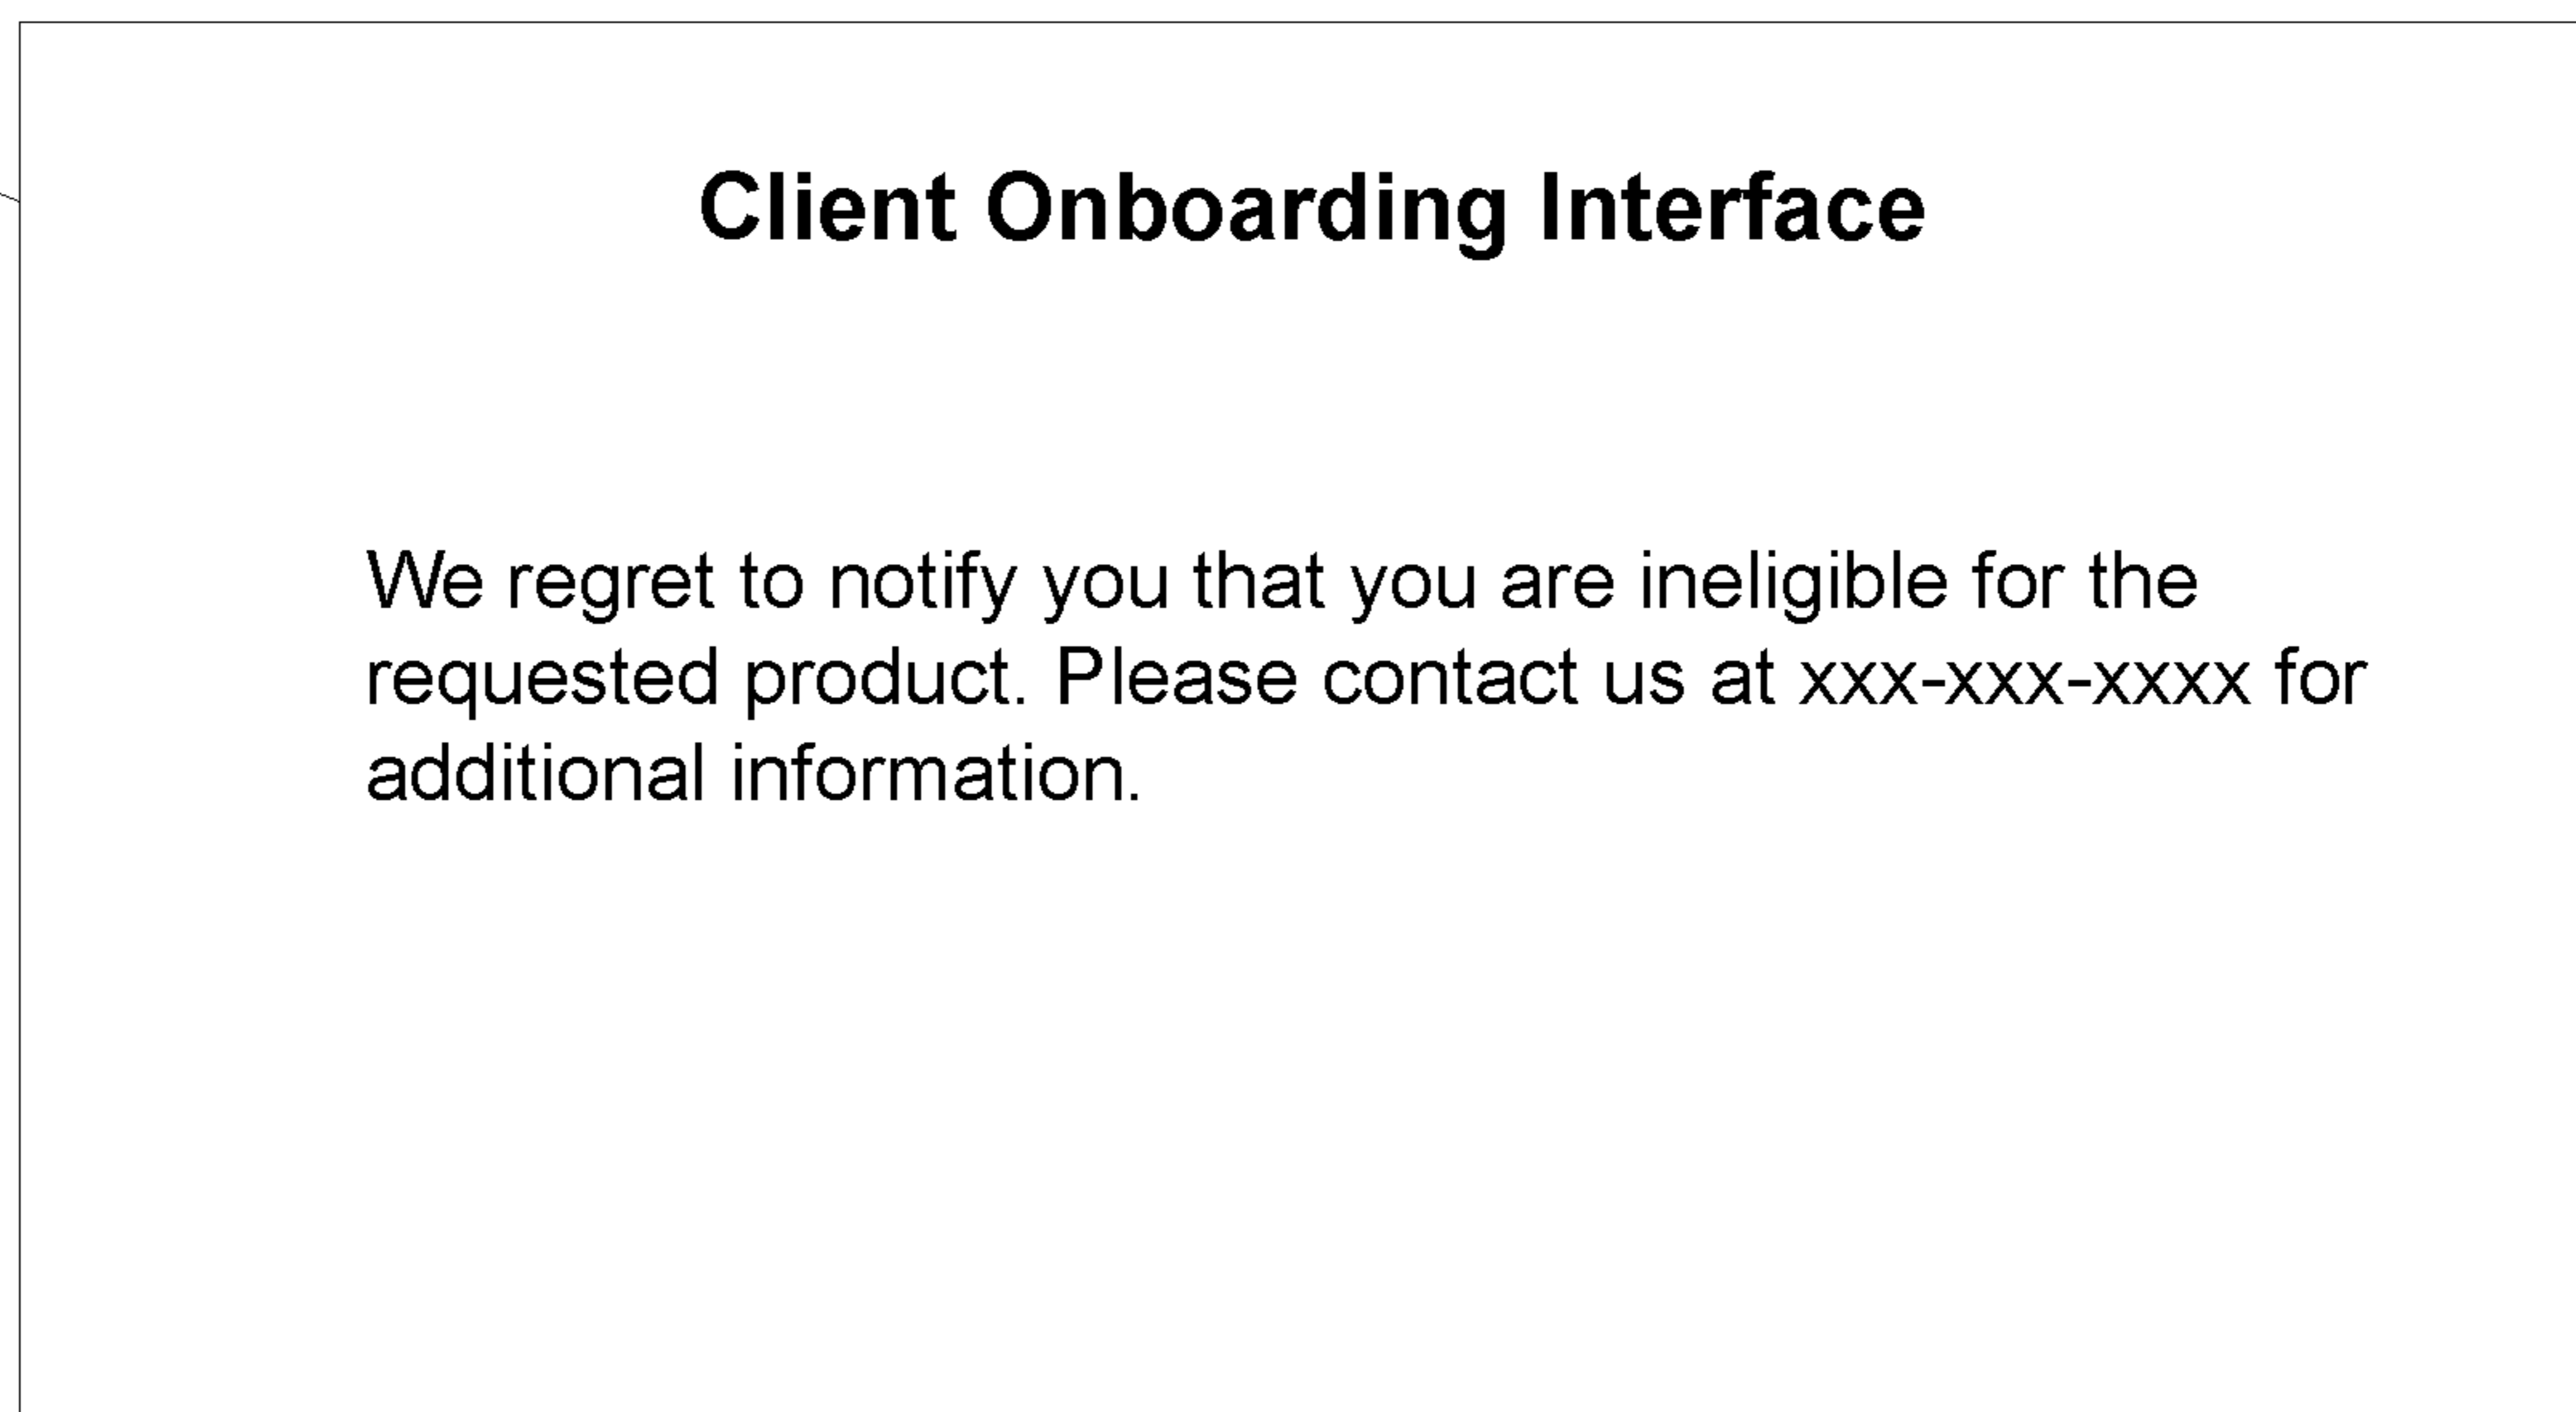 Client Onboarding Interface
We regret to notify you that you are ineligible for the
requested product. Please contact us at xxx-xxx-xxxx for
additional information.